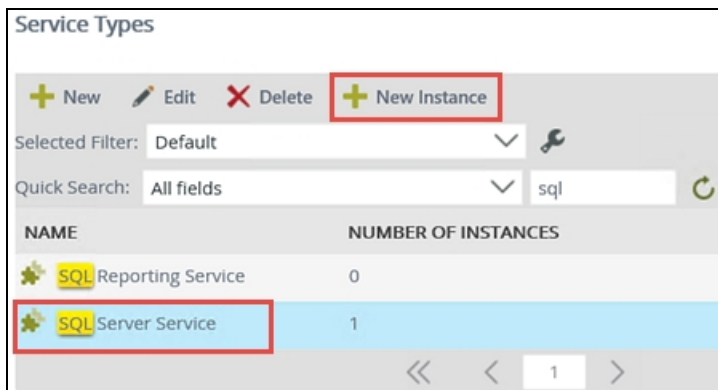 Service Types
New Edit Delete New Instance
Selected Filter: Default
Quick Search: All fields sql
NAME NUMBER OF INSTANCES
SQL Reporting Service 0
SQL Server Service 1
1